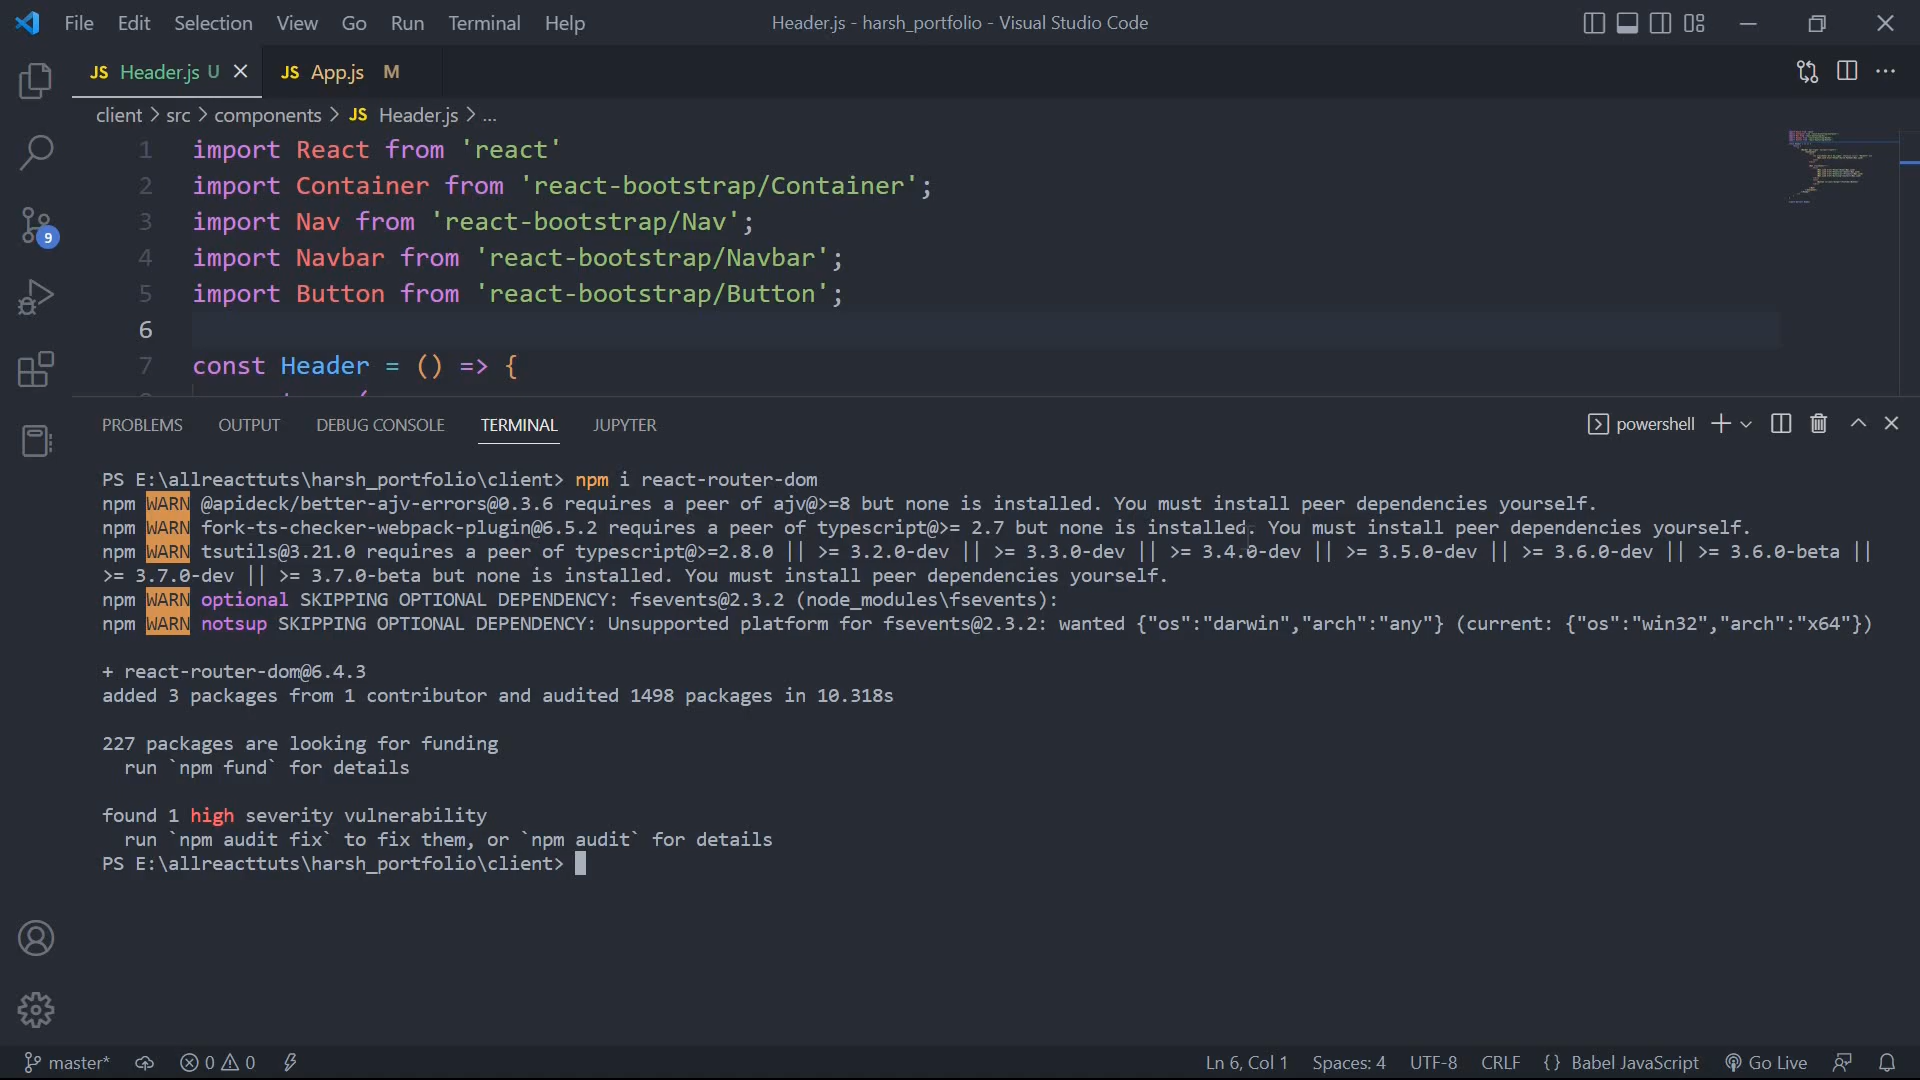 File Edit Selection View Go Run Terminal Help Header.js - harsh_portfolio - Visual Studio Code
JS Header.js U JS App.js M
client > src > components > JS Header.js > ...
1 import React from 'react'
2 import Container from 'react-bootstrap/Container';
3 import Nav from 'react-bootstrap/Nav';
4 import Navbar from 'react-bootstrap/Navbar';
5 import Button from 'react-bootstrap/Button';
6
7 const Header = () => {
9
PROBLEMS OUTPUT DEBUG CONSOLE TERMINAL JUPYTER powershell
PS E:\allreacttuts\harsh_portfolio\client> npm i react-router-dom
npm WARN @apideck/better-ajv-errors@0.3.6 requires a peer of ajv@>=8 but none is installed. You must install peer dependencies yourself.
npm WARN fork-ts-checker-webpack-plugin@6.5.2 requires a peer of typescript@>= 2.7 but none is installed. You must install peer dependencies yourself.
npm WARN tsutils@3.21.0 requires a peer of typescript@>=2.8.0 || >= 3.2.0-dev || >= 3.3.0-dev || >= 3.4.0-dev || >= 3.5.0-dev || >= 3.6.0-dev || >= 3.6.0-beta ||
>= 3.7.0-dev || >= 3.7.0-beta but none is installed. You must install peer dependencies yourself.
npm WARN optional SKIPPING OPTIONAL DEPENDENCY: fsevents@2.3.2 (node_modules\fsevents):
npm WARN notsup SKIPPING OPTIONAL DEPENDENCY: Unsupported platform for fsevents@2.3.2: wanted {"os":"darwin","arch":"any"} (current: {"os":"win32","arch":"x64"})
+ react-router-dom@6.4.3
added 3 packages from 1 contributor and audited 1498 packages in 10.318s
227 packages are looking for funding
run `npm fund` for details
found 1 high severity vulnerability
run `npm audit fix` to fix them, or `npm audit` for details
PS E:\allreacttuts\harsh_portfolio\client>
master* 0 0 Ln 6, Col 1 Spaces: 4 UTF-8 CRLF {} Babel JavaScript Go Live